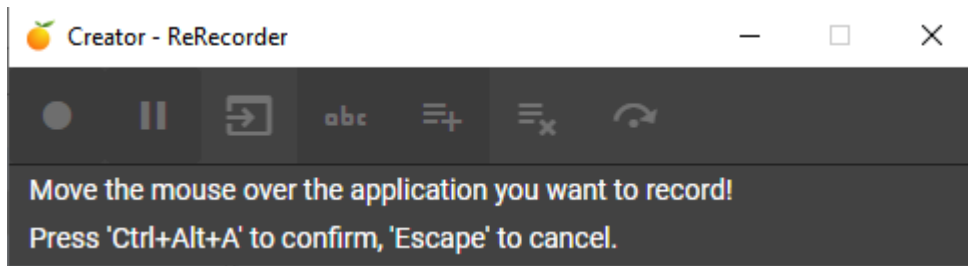 Creator - ReRecorder
abc
Move the mouse over the application you want to record!
Press 'Ctrl+Alt+A' to confirm, 'Escape' to cancel.